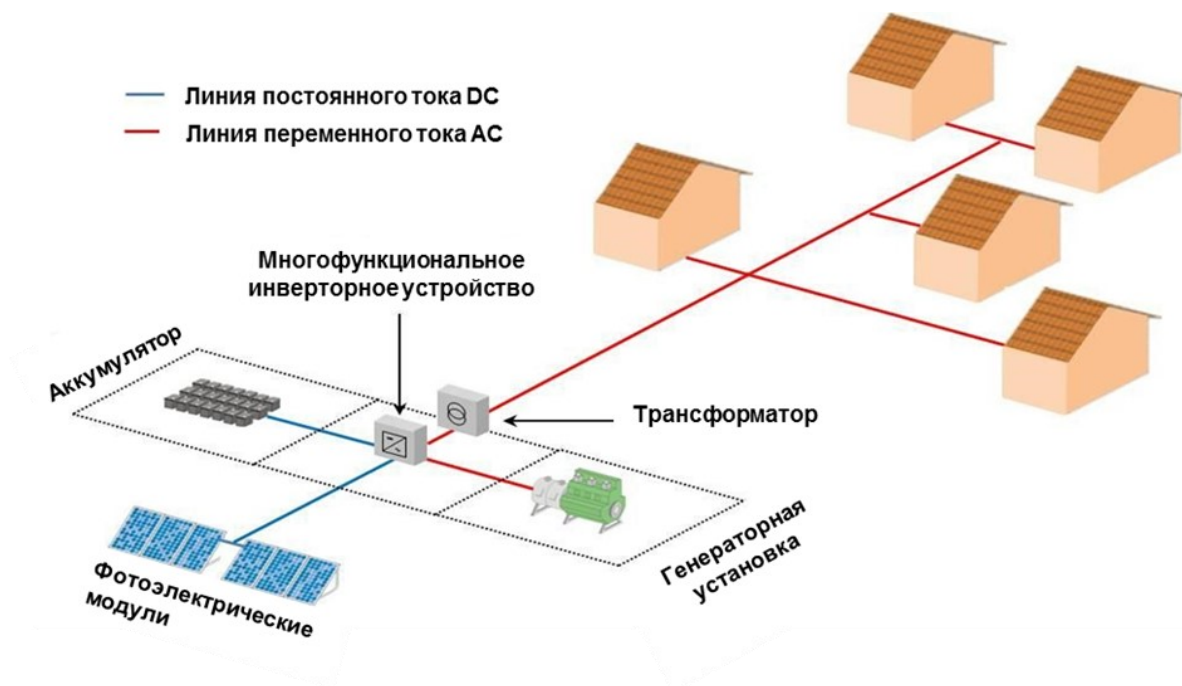 Линия постоянного тока DC
Линия переменного тока AC
Многофункциональное
инверторное устройство
Аккумулятор
Трансформатор
Генераторная
установка
Фотоэлектрические
модули